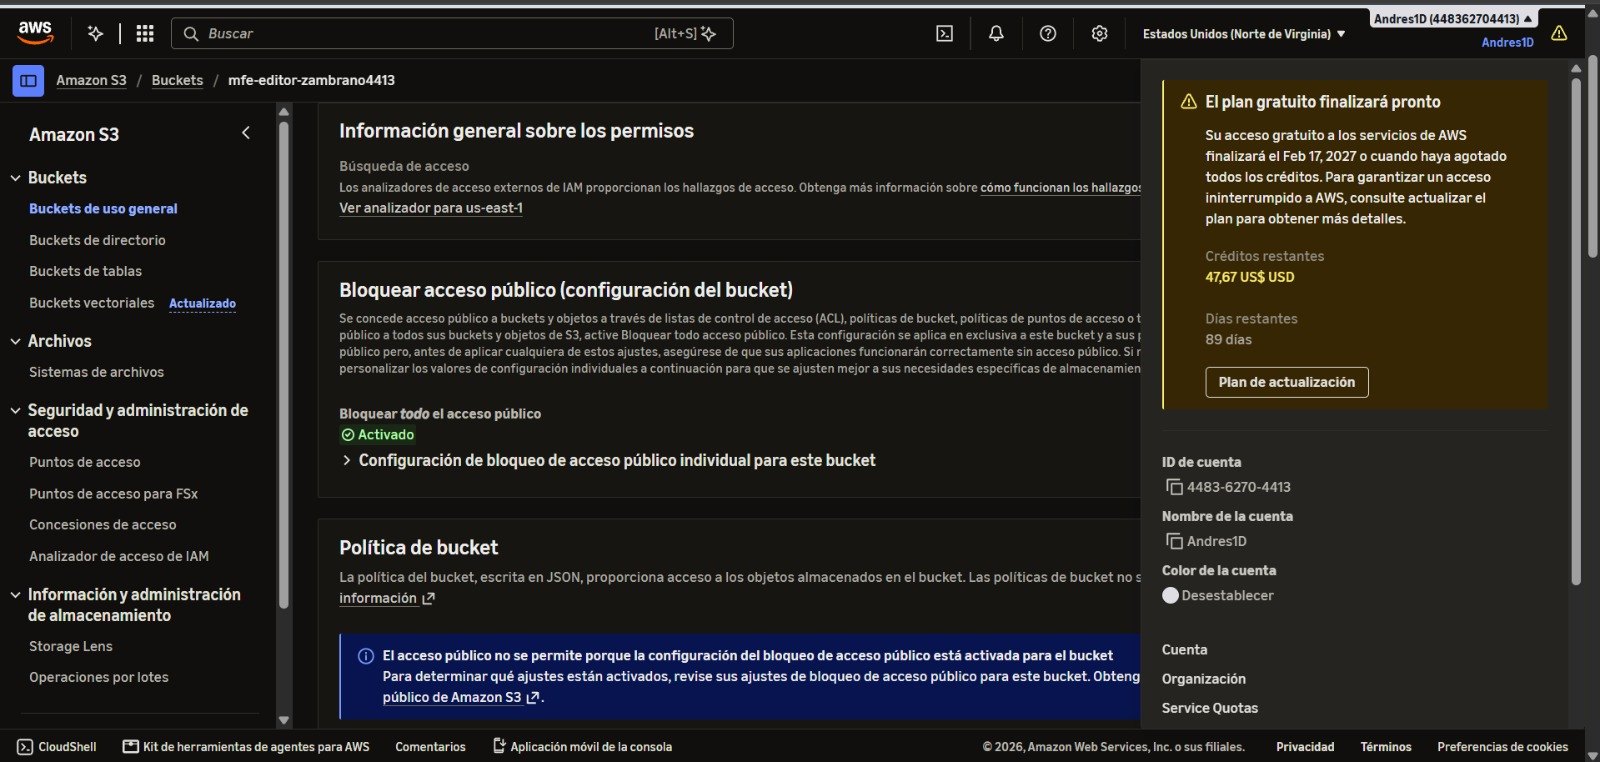 aws
Buscar
[Alt+S]
Estados Unidos (Norte de Virginia) ▼
Andres1D (448362704413) ▲
Andres1D
Amazon S3 / Buckets / mfe-editor-zambrano4413
Amazon S3
Buckets
Buckets de uso general
Buckets de directorio
Buckets de tablas
Buckets vectoriales Actualizado
Archivos
Sistemas de archivos
Seguridad y administración de
acceso
Puntos de acceso
Puntos de acceso para FSx
Concesiones de acceso
Analizador de acceso de IAM
Información y administración
de almacenamiento
Storage Lens
Operaciones por lotes
Información general sobre los permisos
Búsqueda de acceso
Los analizadores de acceso externos de IAM proporcionan los hallazgos de acceso. Obtenga más información sobre cómo funcionan los hallazgos
Ver analizador para us-east-1
Bloquear acceso público (configuración del bucket)
Se concede acceso público a buckets y objetos a través de listas de control de acceso (ACL), políticas de bucket, políticas de puntos de acceso o t
público a todos sus buckets y objetos de S3, active Bloquear todo acceso público. Esta configuración se aplica en exclusiva a este bucket y a sus p
público pero, antes de aplicar cualquiera de estos ajustes, asegúrese de que sus aplicaciones funcionarán correctamente sin acceso público. Si
personalizar los valores de configuración individuales a continuación para que se ajusten mejor a sus necesidades específicas de almacenamien
Bloquear todo el acceso público
Activado
Configuración de bloqueo de acceso público individual para este bucket
Política de bucket
La política del bucket, escrita en JSON, proporciona acceso a los objetos almacenados en el bucket. Las políticas de bucket no s
información
El acceso público no se permite porque la configuración del bloqueo de acceso público está activada para el bucket
Para determinar qué ajustes están activados, revise sus ajustes de bloqueo de acceso público para este bucket. Obteng
público de Amazon S3 .
El plan gratuito finalizará pronto
Su acceso gratuito a los servicios de AWS
finalizará el Feb 17, 2027 o cuando haya agotado
todos los créditos. Para garantizar un acceso
ininterrumpido a AWS, consulte actualizar el
plan para obtener más detalles.
Créditos restantes
47,67 US$ USD
Días restantes
89 días
Plan de actualización
ID de cuenta
4483-6270-4413
Nombre de la cuenta
Andres1D
Color de la cuenta
Desestablecer
Cuenta
Organización
Service Quotas
CloudShell
Kit de herramientas de agentes para AWS
Comentarios
Aplicación móvil de la consola
© 2026, Amazon Web Services, Inc. o sus filiales.
Privacidad
Términos
Preferencias de cookies